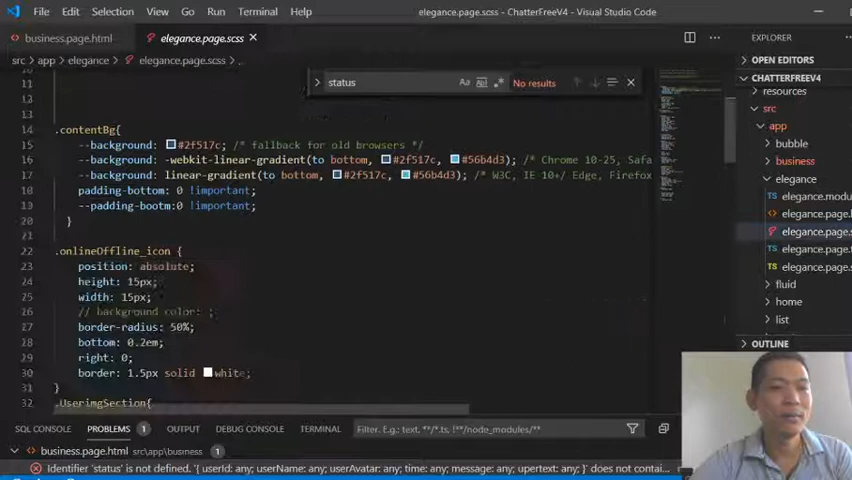 File Edit Selection View Go Run Terminal Help elegance.page.scss - ChatterFreeV4 - Visual Studio Code
business.page.html elegance.page.scss
EXPLORER
src > app > elegance > elegance.page.scss > ...
OPEN EDITORS
status Aa No results
CHATTERFREEV4
resources
src
app
bubble
business
elegance
elegance.modu
elegance.page.
elegance.page.s
elegance.page.t
elegance.page.s
fluid
home
list
OUTLINE
11
12
13
14 .contentBg{
15 --background: #2f517c; /* fallback for old browsers */
16 --background: -webkit-linear-gradient(to bottom, #2f517c, #56b4d3); /* Chrome 10-25, Safa
17 --background: linear-gradient(to bottom, #2f517c, #56b4d3); /* W3C, IE 10+/ Edge, Firefox
18 padding-bottom: 0 !important;
19 --padding-bootm:0 !important;
20 }
21
22 .onlineOffline_icon {
23 position: absolute;
24 height: 15px;
25 width: 15px;
26 // background color: ;
27 border-radius: 50%;
28 bottom: 0.2em;
29 right: 0;
30 border: 1.5px solid white;
31 }
32 .UserimgSection{
SQL CONSOLE PROBLEMS 1 OUTPUT DEBUG CONSOLE TERMINAL Filter. E.g.: text, **/*.ts, !**/node_modules/**
business.page.html src\app\business 1
Identifier 'status' is not defined. '{ userId: any; userName: any; userAvatar: any; time: any; message: any; upertext: any; }' does not contai...